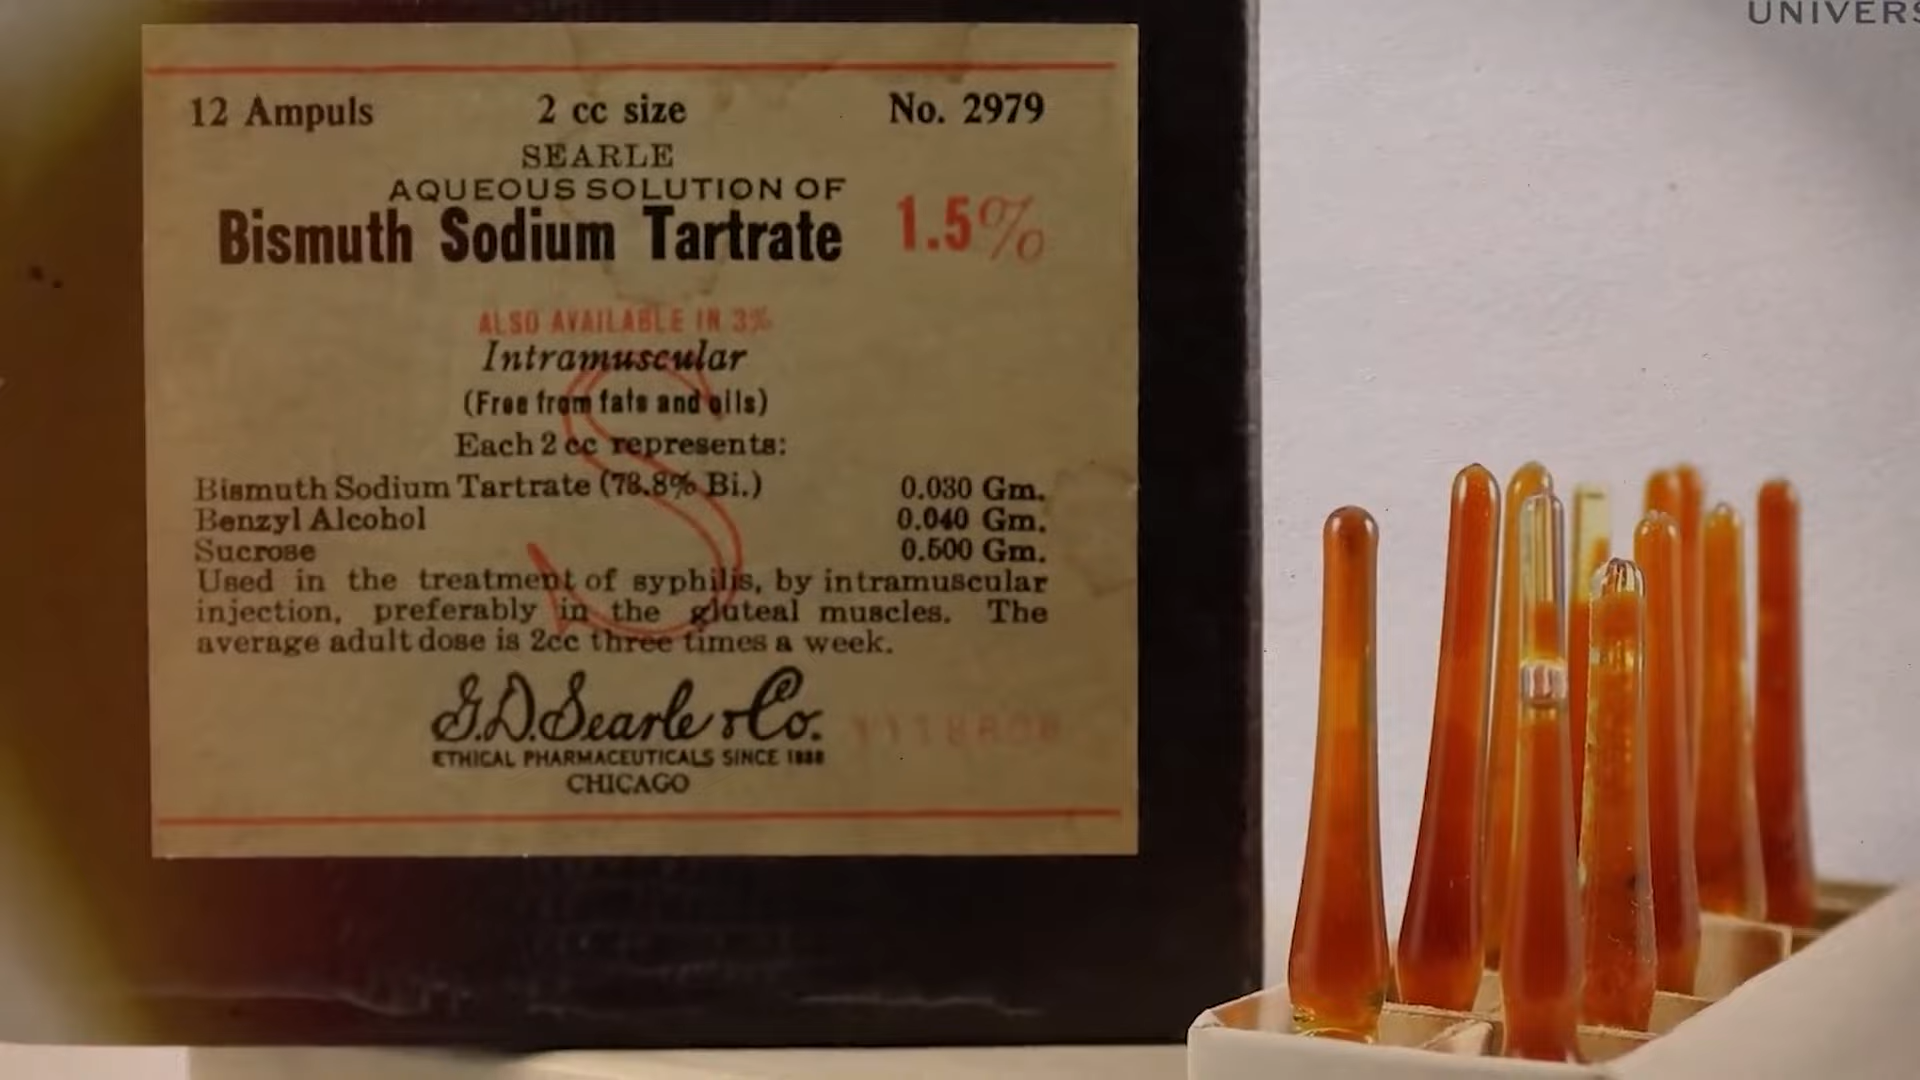 UNIVERS
12 Ampuls 2 cc size No. 2979
SEARLE
AQUEOUS SOLUTION OF
Bismuth Sodium Tartrate 1.5%
ALSO AVAILABLE IN 3%
Intramuscular
(Free from fats and oils)
Each 2 cc represents:
Bismuth Sodium Tartrate (73.8% Bi.) 0.030 Gm.
Benzyl Alcohol 0.040 Gm.
Sucrose 0.500 Gm.
Used in the treatment of syphilis, by intramuscular
injection, preferably in the gluteal muscles. The
average adult dose is 2cc three times a week.
S
G.D. Searle & Co.
ETHICAL PHARMACEUTICALS SINCE 1888
CHICAGO